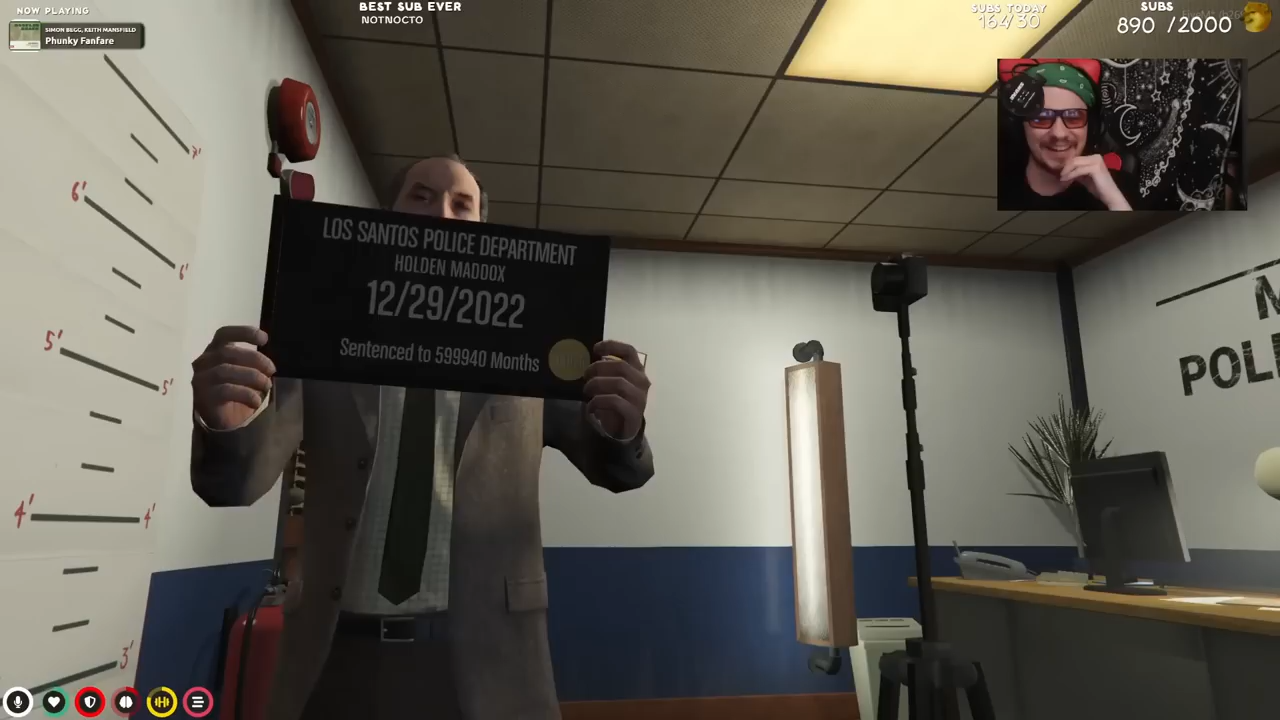 NOW PLAYING
SIMON BEGG, KEITH MANSFIELD
Phunky Fanfare
BEST SUB EVER
NOTNOCTO
SUBS TODAY
164/30
SUBS
890 /2000
7'
6'
6'
5'
5'
4'
4'
3'
LOS SANTOS POLICE DEPARTMENT
HOLDEN MADDOX
12/29/2022
Sentenced to 599940 Months